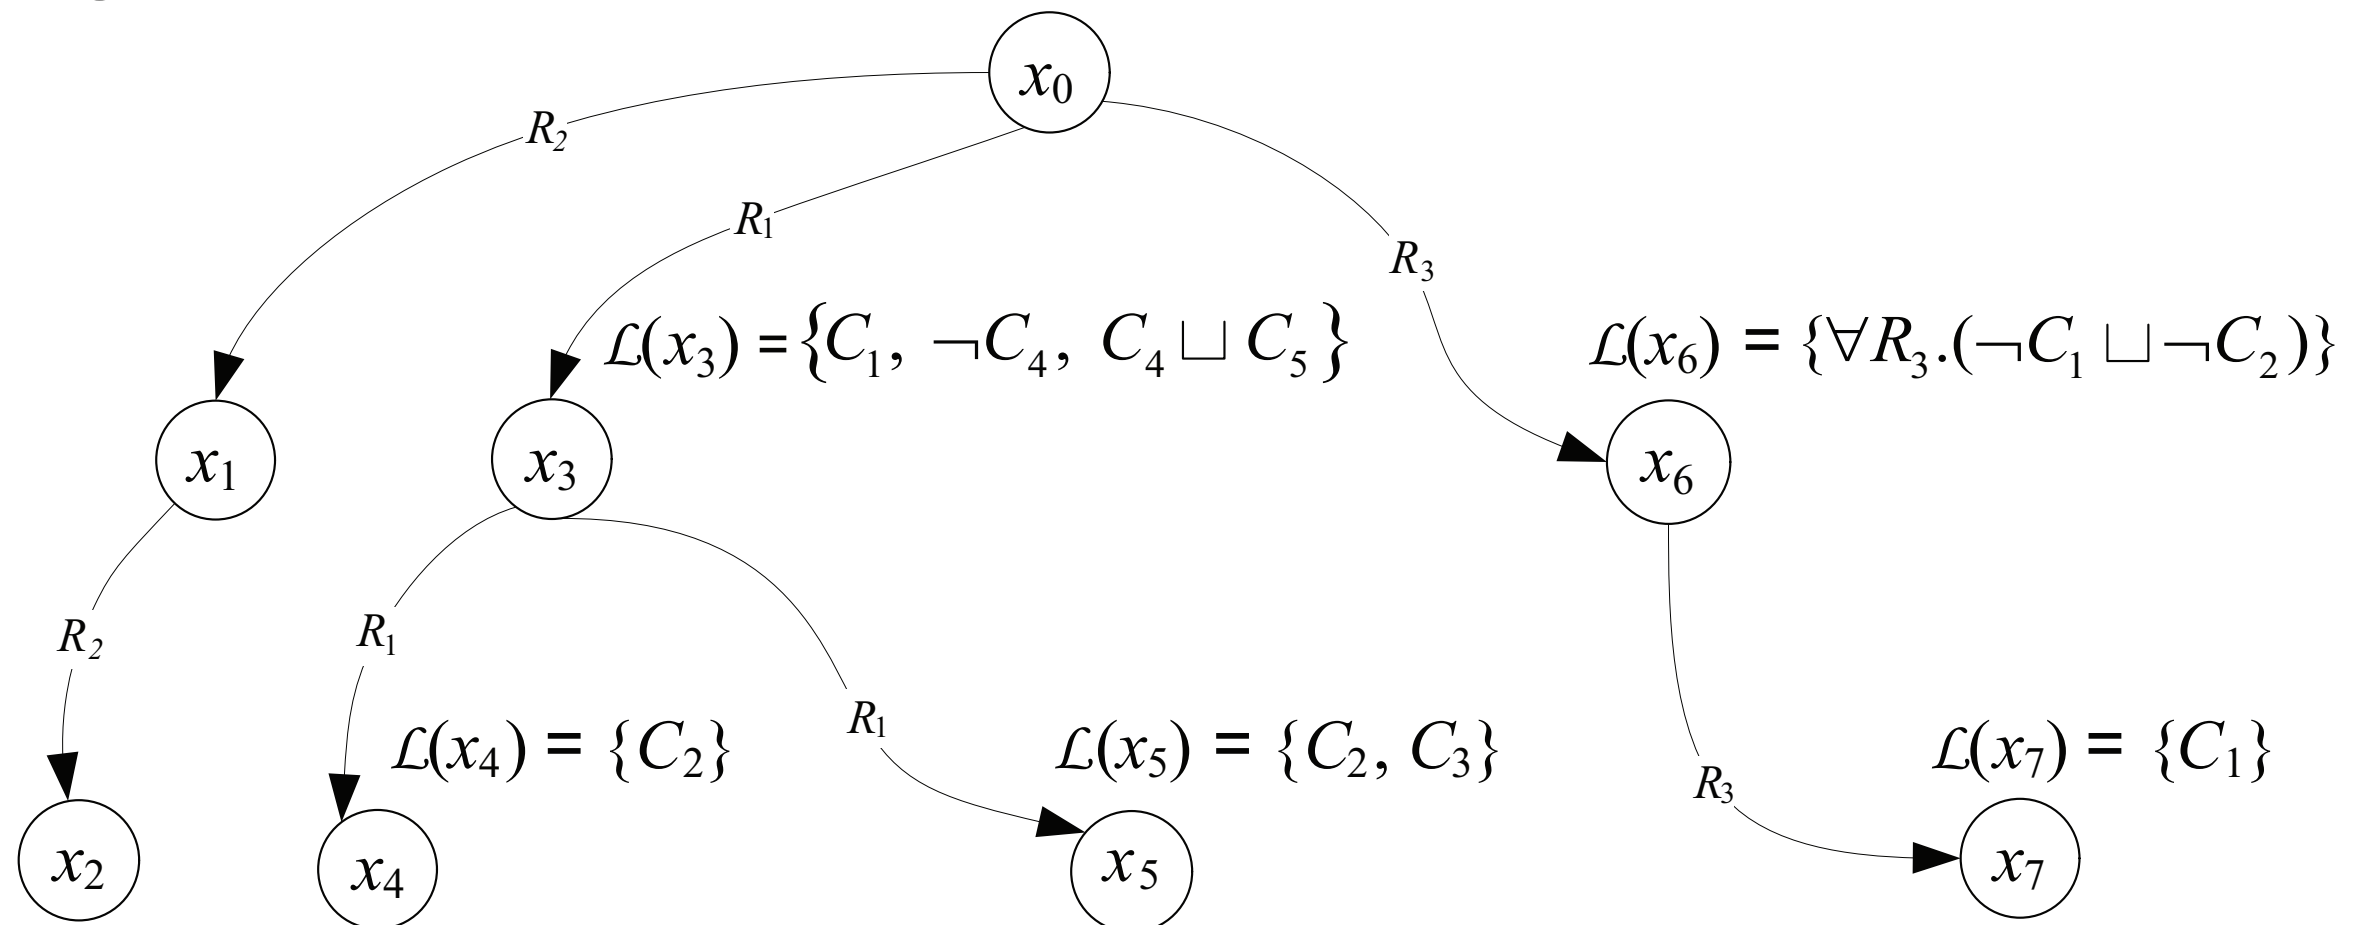 x₀
R₂
R₁
R₃
ℒ(x₃) = {C₁, ¬C₄, C₄ ⊔ C₅}
ℒ(x₆) = {∀R₃.(¬C₁ ⊔ ¬C₂)}
x₁
x₃
x₆
R₂
R₁
R₁
ℒ(x₄) = {C₂}
ℒ(x₅) = {C₂, C₃}
ℒ(x₇) = {C₁}
R₃
x₂
x₄
x₅
x₇